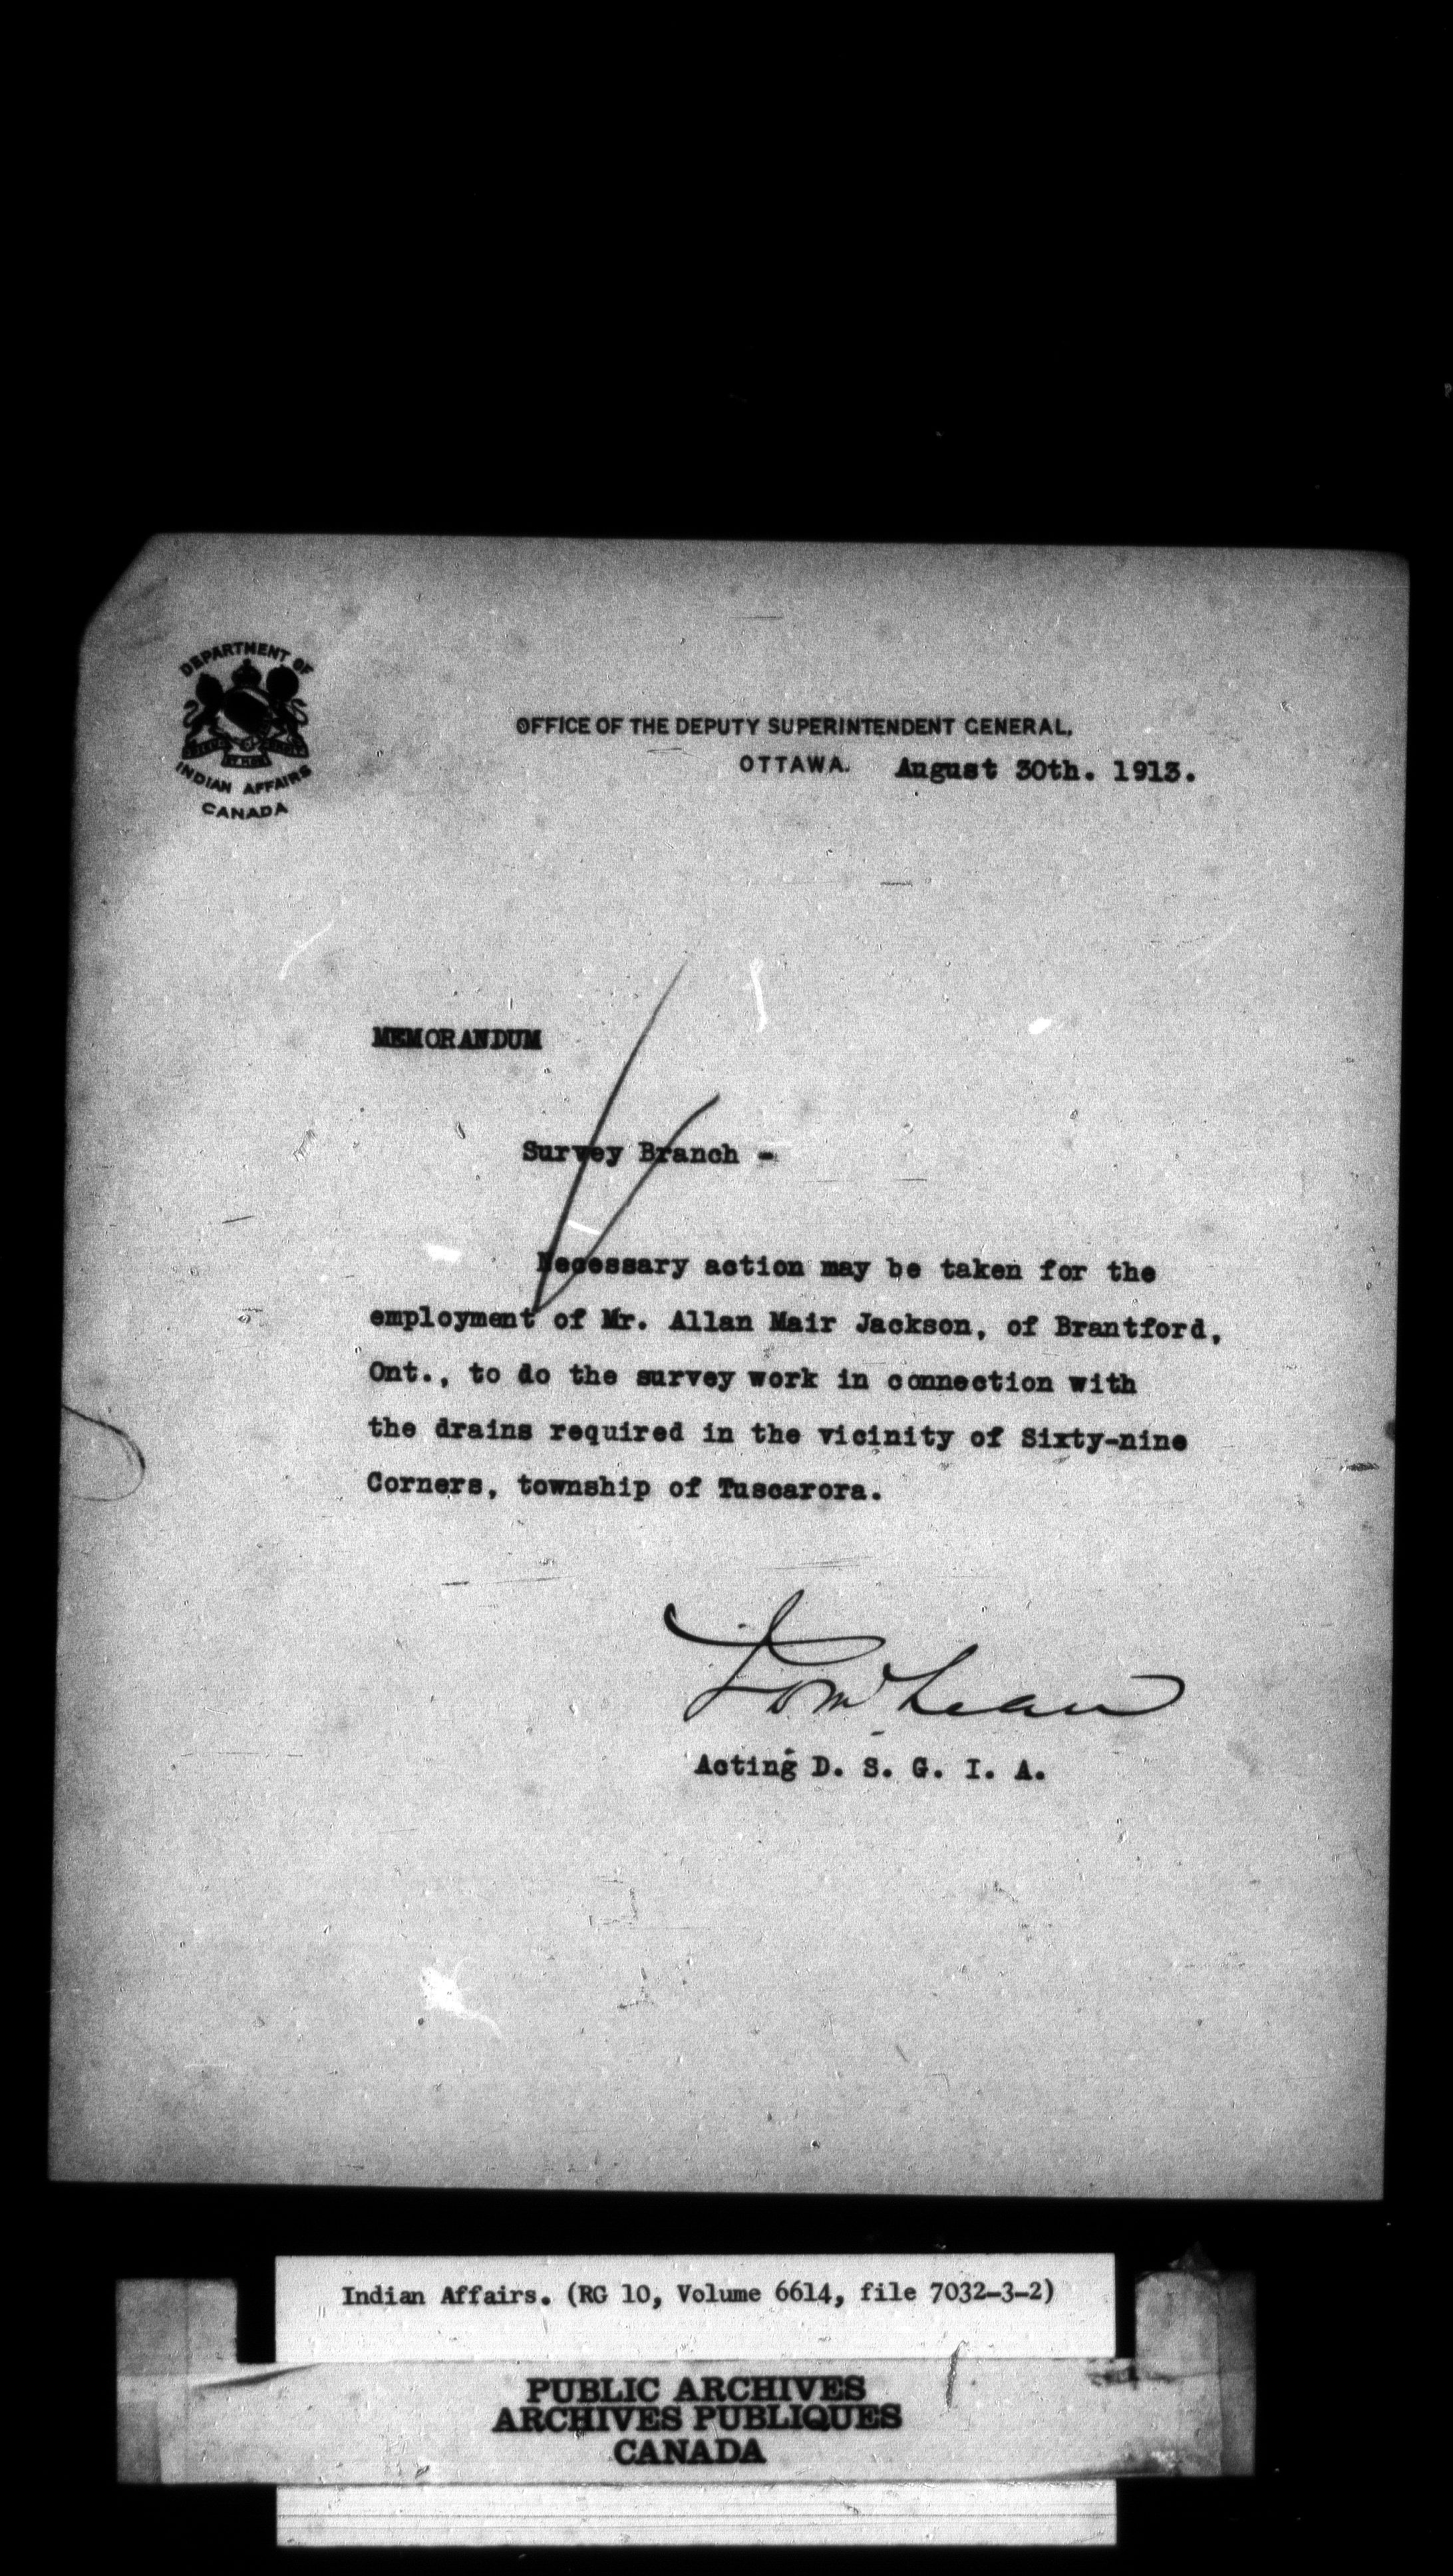 DEPARTMENT OF
INDIAN AFFAIRS
CANADA
OFFICE OF THE DEPUTY SUPERINTENDENT GENERAL,
OTTAWA. August 30th. 1913.
MEMORANDUM
Survey Branch -
Necessary action may be taken for the
employment of Mr. Allan Mair Jackson, of Brantford,
Ont., to do the survey work in connection with
the drains required in the vicinity of Sixty-nine
Corners, township of Tuscarora.
Acting D. S. G. I. A.
Indian Affairs. (RG 10, Volume 6614, file 7032-3-2)
PUBLIC ARCHIVES
ARCHIVES PUBLIQUES
CANADA